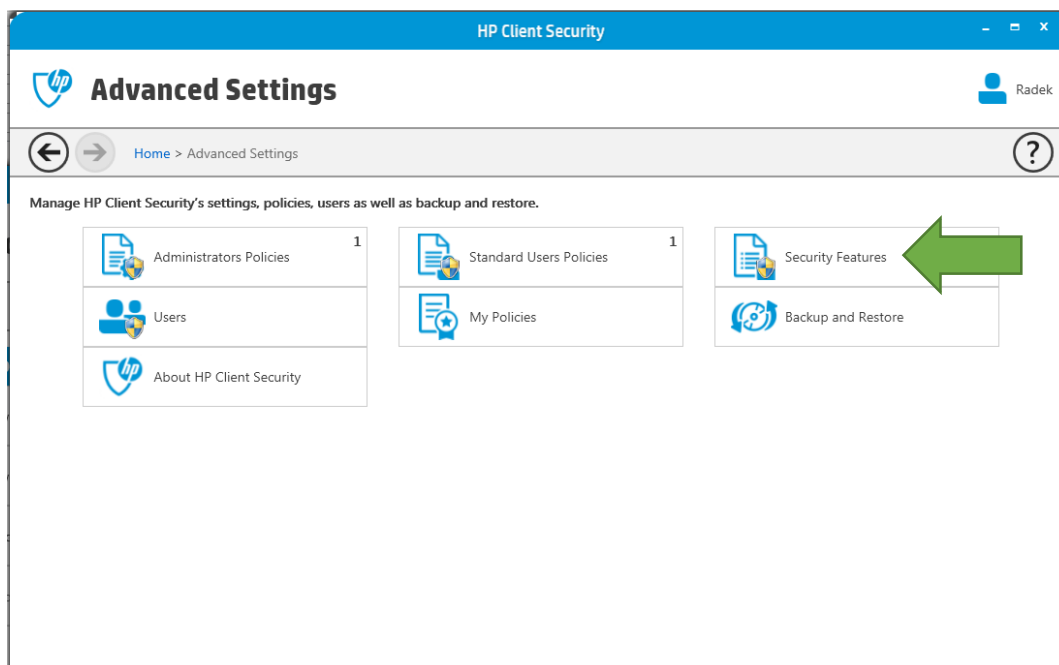 HP Client Security
hp
Advanced Settings
Radek
Home > Advanced Settings
?
Manage HP Client Security's settings, policies, users as well as backup and restore.
Administrators Policies 1
Standard Users Policies 1
Security Features
Users
My Policies
Backup and Restore
hp
About HP Client Security